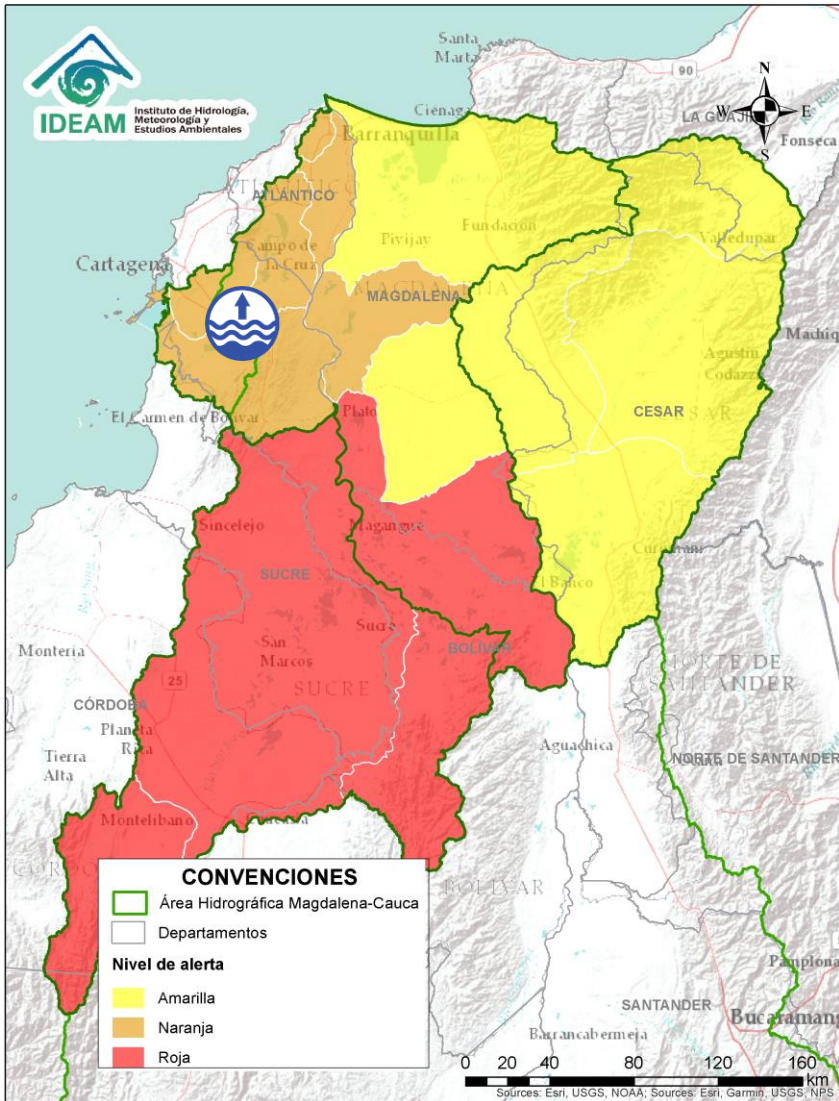 IDEAM
Instituto de Hidrología,
Meteorología y
Estudios Ambientales
Santa
Marta
90
N
E
S
LA GUAJI
Fonseca
Ciénaga
Barranquilla
ATLÁNTICO
Fundación
Valledupar
Pivijay
Campo de
la Cruz
Cartagena
MAGDALENA
Machiq
Agustín
Codazzi
CESAR
El Carmen de Bolívar
Plato
Sincelejo
Magangue
SUCRE
El Banco
Sucre
San
Marcos
BOLÍVAR
Montería
SUCRE
25
NORTE DE
SANTANDER
CÓRDOBA
Planeta
Rica
Tierra
Alta
Aguachica
NORTE DE SANTANDER
Montelíbano
BOLÍVAR
CONVENCIONES
Área Hidrográfica Magdalena-Cauca
Departamentos
Nivel de alerta
Amarilla
Naranja
Roja
Pamplona
SANTANDER
Bucaramang
Barrancabermeja
0 20 40 80 120 160
km
Sources: Esri, USGS, NOAA; Sources: Esri, Garmin, USGS, NPS